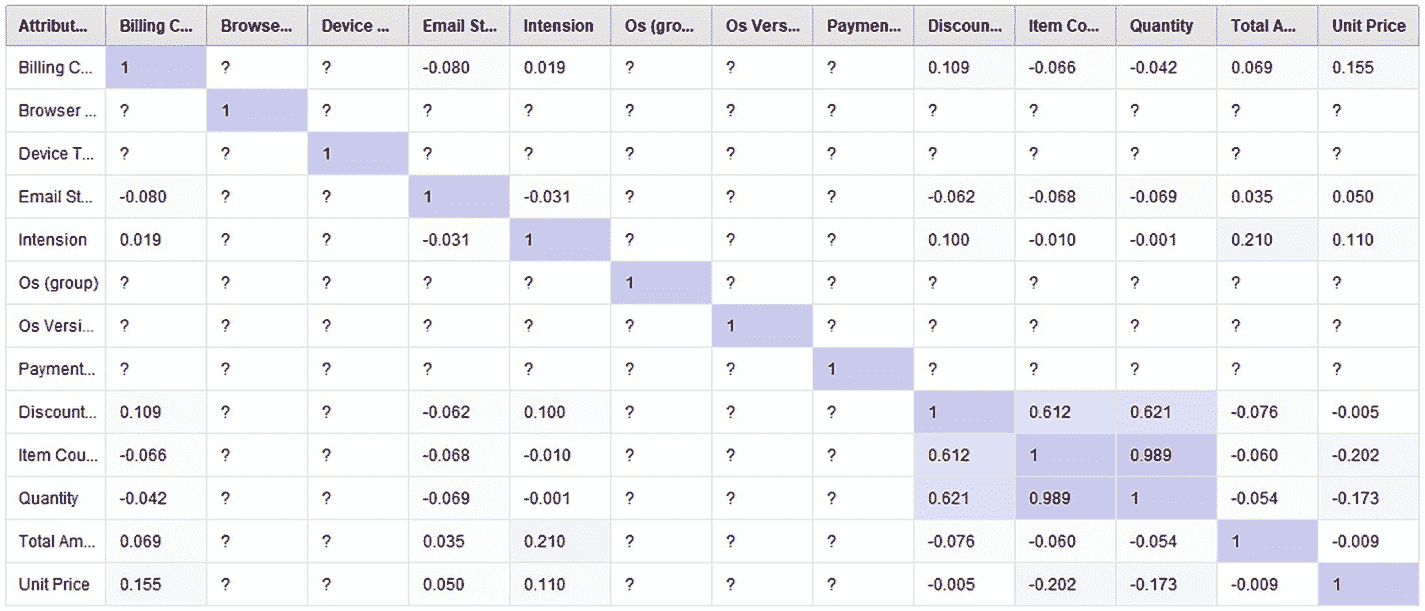 Attribut... Billing C... Browse... Device ... Email St... Intension Os (gro... Os Vers... Paymen... Discoun... Item Co... Quantity Total A... Unit Price
Billing C... 1 ? ? -0.080 0.019 ? ? ? 0.109 -0.066 -0.042 0.069 0.155
Browser ... ? 1 ? ? ? ? ? ? ? ? ? ? ?
Device T... ? ? 1 ? ? ? ? ? ? ? ? ? ?
Email St... -0.080 ? ? 1 -0.031 ? ? ? -0.062 -0.068 -0.069 0.035 0.050
Intension 0.019 ? ? -0.031 1 ? ? ? 0.100 -0.010 -0.001 0.210 0.110
Os (group) ? ? ? ? ? 1 ? ? ? ? ? ? ?
Os Versi... ? ? ? ? ? ? 1 ? ? ? ? ? ?
Payment... ? ? ? ? ? ? ? 1 ? ? ? ? ?
Discount... 0.109 ? ? -0.062 0.100 ? ? ? 1 0.612 0.621 -0.076 -0.005
Item Cou... -0.066 ? ? -0.068 -0.010 ? ? ? 0.612 1 0.989 -0.060 -0.202
Quantity -0.042 ? ? -0.069 -0.001 ? ? ? 0.621 0.989 1 -0.054 -0.173
Total Am... 0.069 ? ? 0.035 0.210 ? ? ? -0.076 -0.060 -0.054 1 -0.009
Unit Price 0.155 ? ? 0.050 0.110 ? ? ? -0.005 -0.202 -0.173 -0.009 1